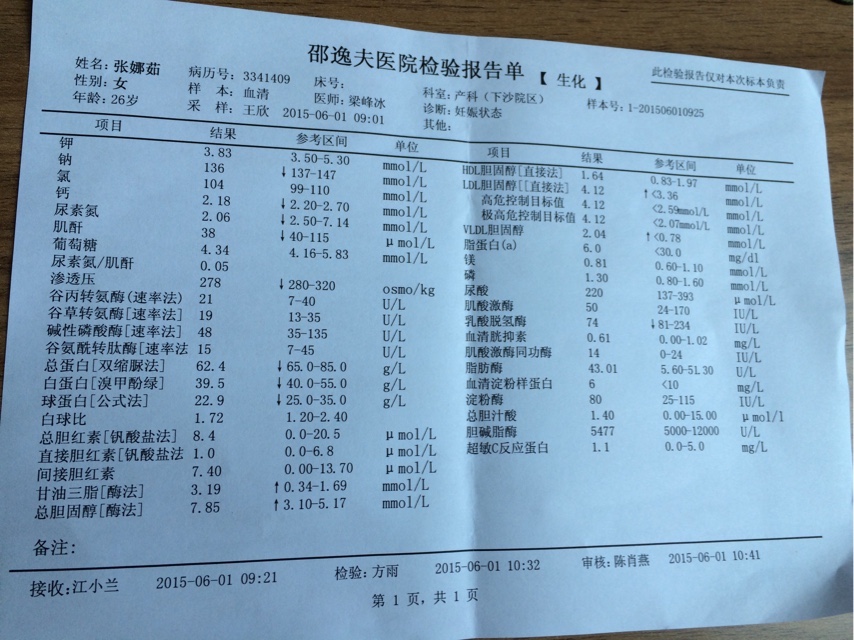 邵逸夫医院检验报告单 【 生化 】
此检验报告仅对本次标本负责
姓名: 张娜茹 病历号: 3341409 床号: 科室: 产科（下沙院区） 样本号: 1-201506010925
性别: 女 样 本: 血清 医师: 梁峰冰 诊断: 妊娠状态
年龄: 26岁 采 样: 王欣 2015-06-01 09:01 其他:
项目 结果 参考区间 单位
钾 3.83 3.50-5.30 mmol/L
钠 136 ↓137-147 mmol/L
氯 104 99-110 mmol/L
钙 2.18 ↓2.20-2.70 mmol/L
尿素氮 2.06 ↓2.50-7.14 mmol/L
肌酐 38 ↓40-115 μmol/L
葡萄糖 4.34 4.16-5.83 mmol/L
尿素氮/肌酐 0.05
渗透压 278 ↓280-320 osmo/kg
谷丙转氨酶(速率法) 21 7-40 U/L
谷草转氨酶[速率法] 19 13-35 U/L
碱性磷酸酶[速率法] 48 35-135 U/L
谷氨酰转肽酶[速率法 15 7-45 U/L
总蛋白[双缩脲法] 62.4 ↓65.0-85.0 g/L
白蛋白[溴甲酚绿] 39.5 ↓40.0-55.0 g/L
球蛋白[公式法] 22.9 ↓25.0-35.0 g/L
白球比 1.72 1.20-2.40
总胆红素[钒酸盐法] 8.4 0.0-20.5 μmol/L
直接胆红素[钒酸盐法 1.0 0.0-6.8 μmol/L
间接胆红素 7.40 0.00-13.70 μmol/L
甘油三脂[酶法] 3.19 ↑0.34-1.69 mmol/L
总胆固醇[酶法] 7.85 ↑3.10-5.17 mmol/L
项目 结果 参考区间 单位
HDL胆固醇[直接法] 1.64 0.83-1.97 mmol/L
LDL胆固醇[[直接法] 4.12 ↑<3.36 mmol/L
高危控制目标值 4.12 <2.59mmol/L mmol/L
极高危控制目标值 4.12 <2.07mmol/L mmol/L
VLDL胆固醇 2.04 ↑<0.78 mmol/L
脂蛋白(a) 6.0 <30.0 mg/dl
镁 0.81 0.60-1.10 mmol/L
磷 1.30 0.80-1.60 mmol/L
尿酸 220 137-393 μmol/L
肌酸激酶 50 24-170 IU/L
乳酸脱氢酶 74 ↓81-234 IU/L
血清胱抑素 0.61 0.00-1.02 mg/L
肌酸激酶同功酶 14 0-24 IU/L
脂肪酶 43.01 5.60-51.30 U/L
血清淀粉样蛋白 6 <10 mg/L
淀粉酶 80 25-115 IU/L
总胆汁酸 1.40 0.00-15.00 μmol/l
胆碱脂酶 5477 5000-12000 U/L
超敏C反应蛋白 1.1 0.0-5.0 mg/L
备注:
接收: 江小兰 2015-06-01 09:21 检验: 方雨 2015-06-01 10:32 审核: 陈肖燕 2015-06-01 10:41
第 1 页, 共 1 页